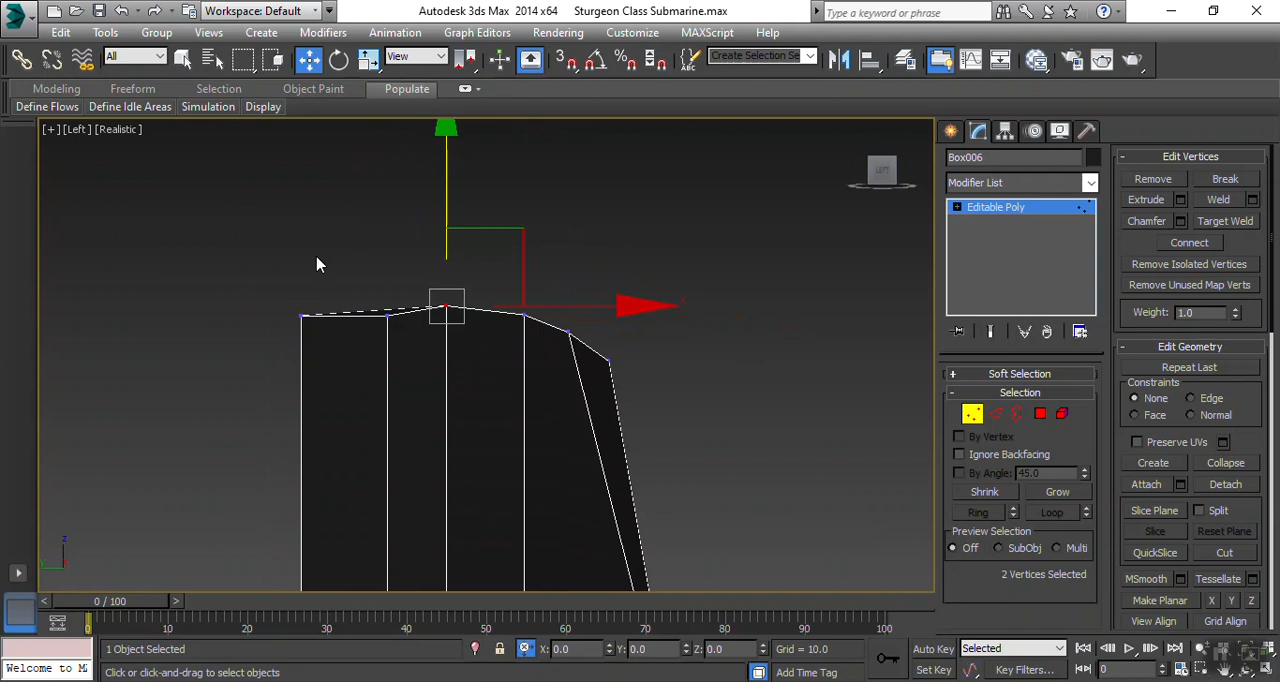 Workspace: Default
Autodesk 3ds Max 2014 x64 Sturgeon Class Submarine.max
Type a keyword or phrase
Edit Tools Group Views Create Modifiers Animation Graph Editors Rendering Customize MAXScript Help
All View 3 Create Selection Se
Modeling Freeform Selection Object Paint Populate
Define Flows Define Idle Areas Simulation Display
[+] [Left] [Realistic]
LEFT
x
z
Box006
Modifier List
Editable Poly
Soft Selection
Selection
By Vertex
Ignore Backfacing
By Angle: 45.0
Shrink Grow
Ring Loop
Preview Selection
Off SubObj Multi
2 Vertices Selected
Edit Vertices
Remove Break
Extrude Weld
Chamfer Target Weld
Connect
Remove Isolated Vertices
Remove Unused Map Verts
Weight: 1.0
Edit Geometry
Repeat Last
Constraints
None Edge
Face Normal
Preserve UVs
Create Collapse
Attach Detach
Slice Plane Split
Slice Reset Plane
QuickSlice Cut
MSmooth Tessellate
Make Planar X Y Z
View Align Grid Align
0 / 100
0 10 20 30 40 50 60 70 80 90 100
1 Object Selected X: 0.0 Y: 0.0 Z: 0.0 Grid = 10.0 Auto Key Selected
Welcome to M Click or click-and-drag to select objects Add Time Tag Set Key Key Filters... 0